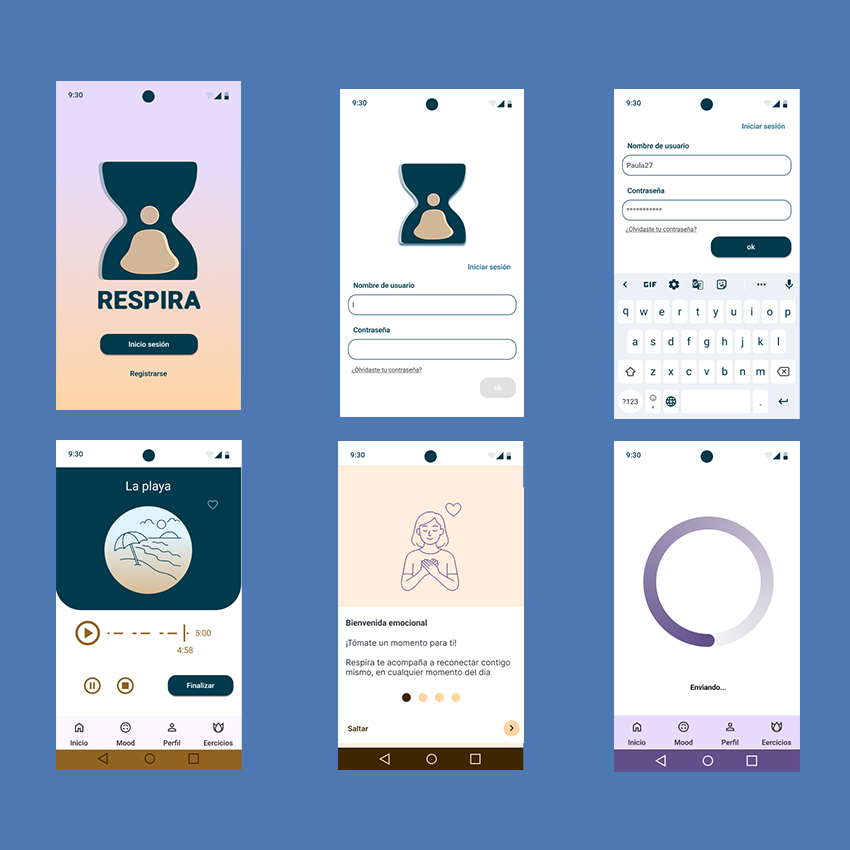 9:30
RESPIRA
Inicio sesión
Registrarse
9:30
Iniciar sesión
Nombre de usuario
Contraseña
¿Olvidaste tu contraseña?
ok
9:30
Iniciar sesión
Nombre de usuario
Paula27
Contraseña
***********
¿Olvidaste tu contraseña?
ok
GIF
q w e r t y u i o p
a s d f g h j k l
z x c v b n m
?123 , .
9:30
La playa
5:00
4:58
Finalizar
Inicio Mood Perfil Eercicios
9:30
Bienvenida emocional
¡Tómate un momento para ti!
Respira te acompaña a reconectar contigo
mismo, en cualquier momento del día
Saltar
9:30
Enviando...
Inicio Mood Perfil Eercicios